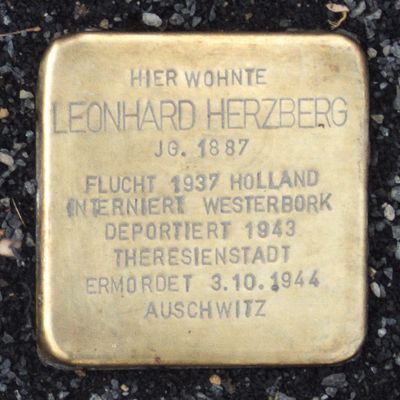 HIER WOHNTE
LEONHARD HERZBERG
JG. 1887
FLUCHT 1937 HOLLAND
INTERNIERT WESTERBORK
DEPORTIERT 1943
THERESIENSTADT
ERMORDET 3.10.1944
AUSCHWITZ